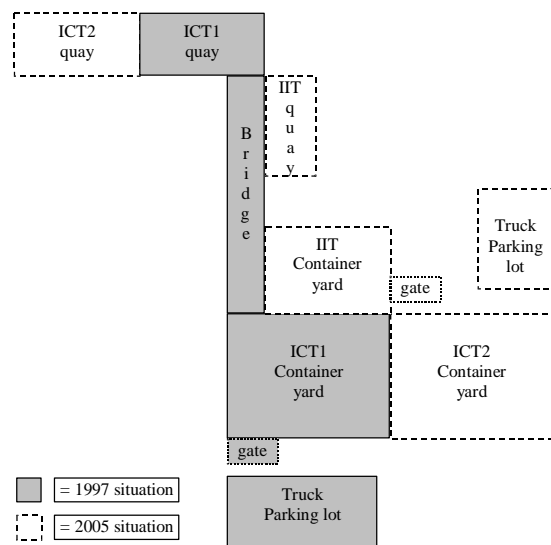 ICT2
quay
ICT1
quay
B
r
i
d
g
e
IIT
q
u
a
y
Truck
Parking
lot
IIT
Container
yard
gate
ICT1
Container
yard
ICT2
Container
yard
gate
= 1997 situation
= 2005 situation
Truck
Parking lot